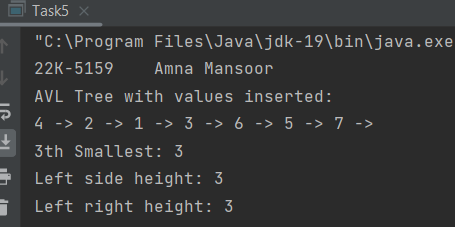 Task5
"C:\Program Files\Java\jdk-19\bin\java.exe
22K-5159    Amna Mansoor
AVL Tree with values inserted:
4 -> 2 -> 1 -> 3 -> 6 -> 5 -> 7 ->
3th Smallest: 3
Left side height: 3
Left right height: 3